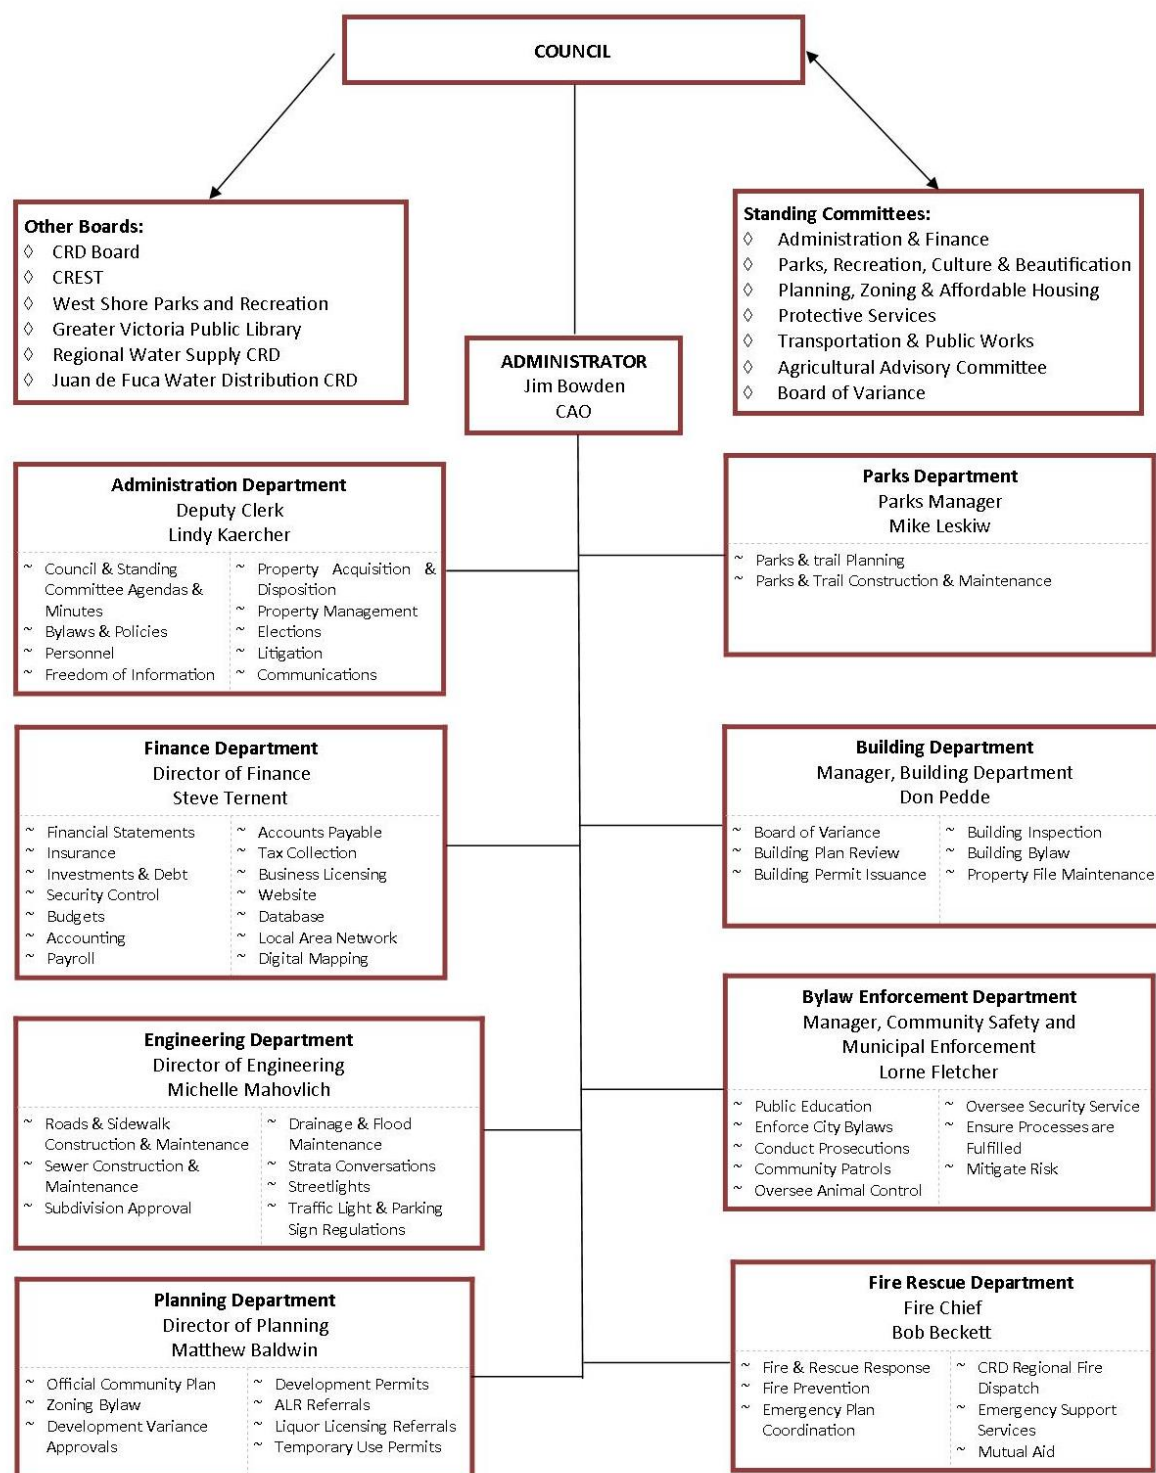 COUNCIL
Other Boards:
◊ CRD Board
◊ CREST
◊ West Shore Parks and Recreation
◊ Greater Victoria Public Library
◊ Regional Water Supply CRD
◊ Juan de Fuca Water Distribution CRD
Standing Committees:
◊ Administration & Finance
◊ Parks, Recreation, Culture & Beautification
◊ Planning, Zoning & Affordable Housing
◊ Protective Services
◊ Transportation & Public Works
◊ Agricultural Advisory Committee
◊ Board of Variance
ADMINISTRATOR
Jim Bowden
CAO
Administration Department
Deputy Clerk
Lindy Kaercher
~ Council & Standing
Committee Agendas &
Minutes
~ Bylaws & Policies
~ Personnel
~ Freedom of Information
~ Property Acquisition &
Disposition
~ Property Management
~ Elections
~ Litigation
~ Communications
Parks Department
Parks Manager
Mike Leskiw
~ Parks & trail Planning
~ Parks & Trail Construction & Maintenance
Finance Department
Director of Finance
Steve Ternent
~ Financial Statements
~ Insurance
~ Investments & Debt
~ Security Control
~ Budgets
~ Accounting
~ Payroll
~ Accounts Payable
~ Tax Collection
~ Business Licensing
~ Website
~ Database
~ Local Area Network
~ Digital Mapping
Building Department
Manager, Building Department
Don Pedde
~ Board of Variance
~ Building Plan Review
~ Building Permit Issuance
~ Building Inspection
~ Building Bylaw
~ Property File Maintenance
Engineering Department
Director of Engineering
Michelle Mahovlich
~ Roads & Sidewalk
Construction & Maintenance
~ Sewer Construction &
Maintenance
~ Subdivision Approval
~ Drainage & Flood
Maintenance
~ Strata Conversations
~ Streetlights
~ Traffic Light & Parking
Sign Regulations
Bylaw Enforcement Department
Manager, Community Safety and
Municipal Enforcement
Lorne Fletcher
~ Public Education
~ Enforce City Bylaws
~ Conduct Prosecutions
~ Community Patrols
~ Oversee Animal Control
~ Oversee Security Service
~ Ensure Processes are
Fulfilled
~ Mitigate Risk
Planning Department
Director of Planning
Matthew Baldwin
~ Official Community Plan
~ Zoning Bylaw
~ Development Variance
Approvals
~ Development Permits
~ ALR Referrals
~ Liquor Licensing Referrals
~ Temporary Use Permits
Fire Rescue Department
Fire Chief
Bob Beckett
~ Fire & Rescue Response
~ Fire Prevention
~ Emergency Plan
Coordination
~ CRD Regional Fire
Dispatch
~ Emergency Support
Services
~ Mutual Aid